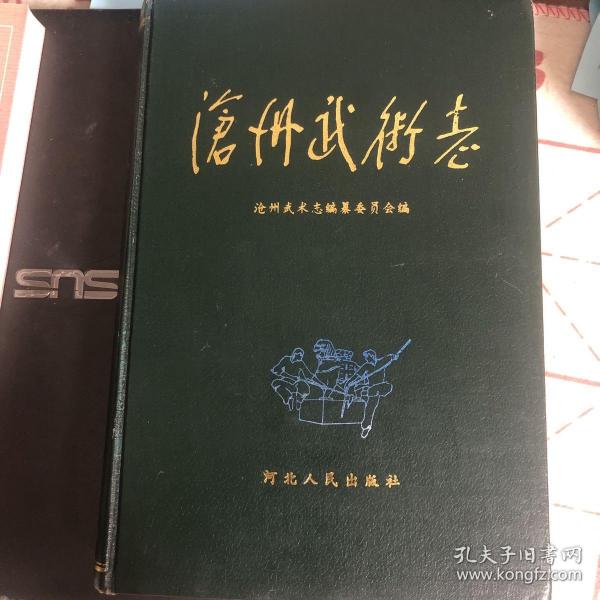 滄州武術志
沧州武术志编纂委员会编
SNS
河北人民出版社
孔夫子旧书网
www.kongfz.com